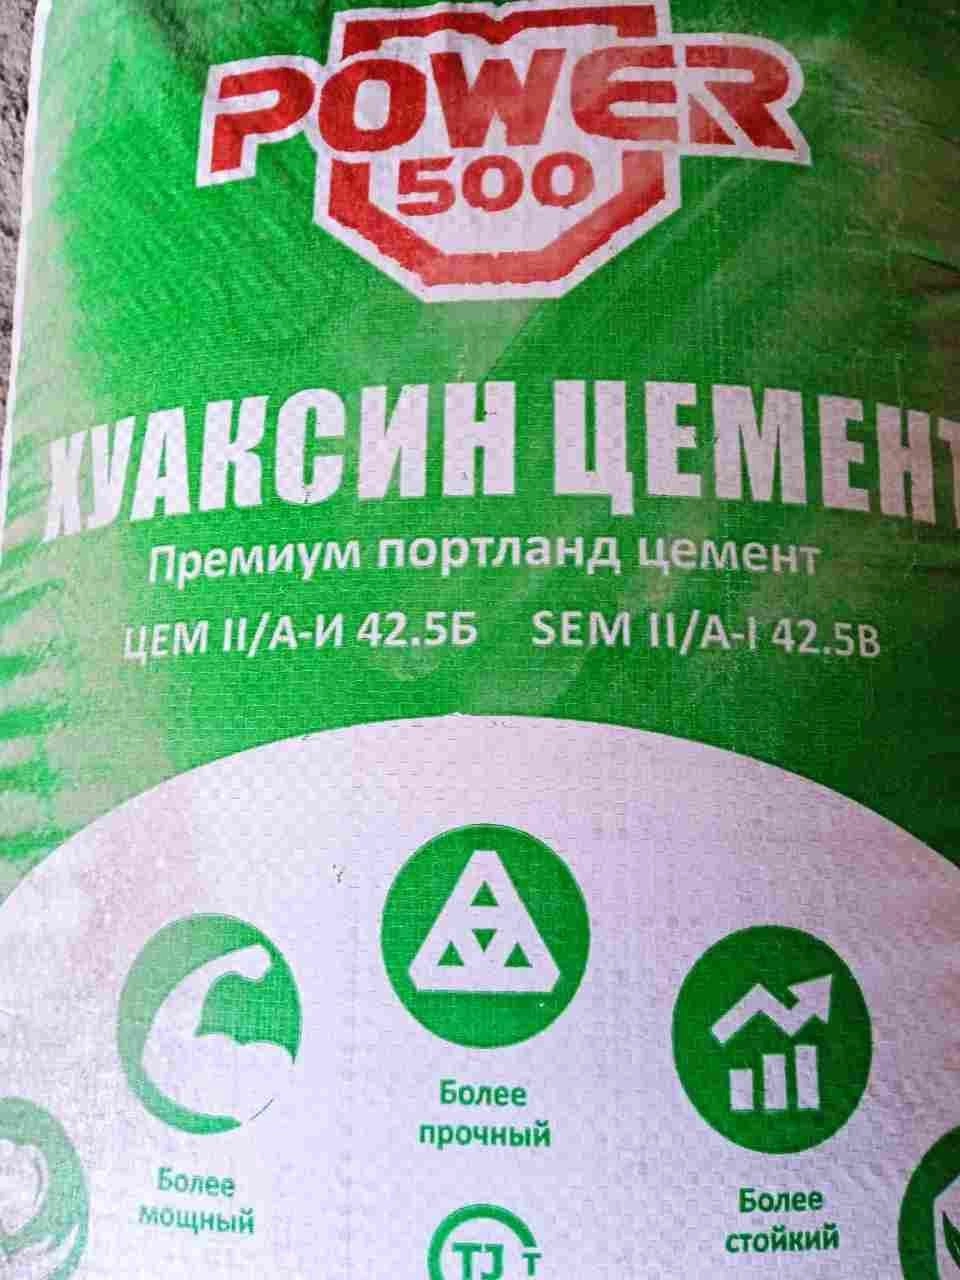 POWER
500
ХУАКСИН ЦЕМЕНТ
Премиум портланд цемент
ЦЕМ II/А-И 42.5Б SEM II/A-I 42.5B
Более
прочный
Более
мощный
Более
стойкий
TJ T